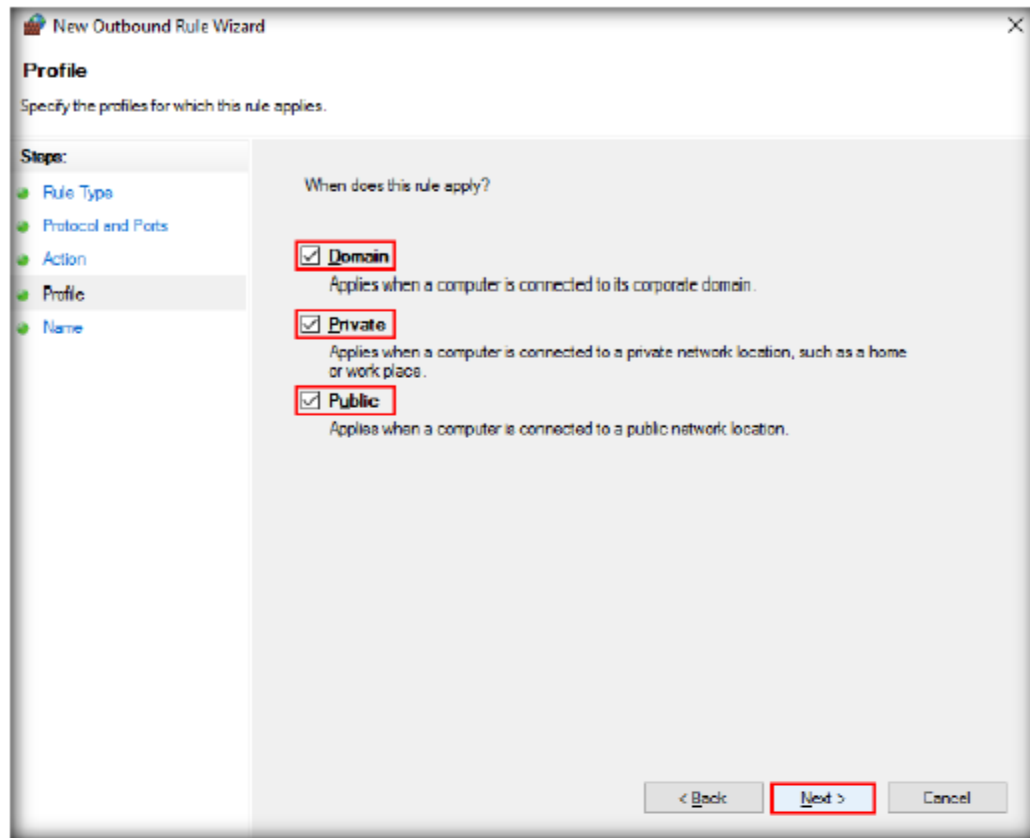 New Outbound Rule Wizard
Profile
Specify the profiles for which this rule applies.
Steps:
Rule Type
Protocol and Ports
Action
Profile
Name
When does this rule apply?
Domain
Applies when a computer is connected to its corporate domain.
Private
Applies when a computer is connected to a private network location, such as a home
or work place.
Public
Applies when a computer is connected to a public network location.
< Back
Next >
Cancel